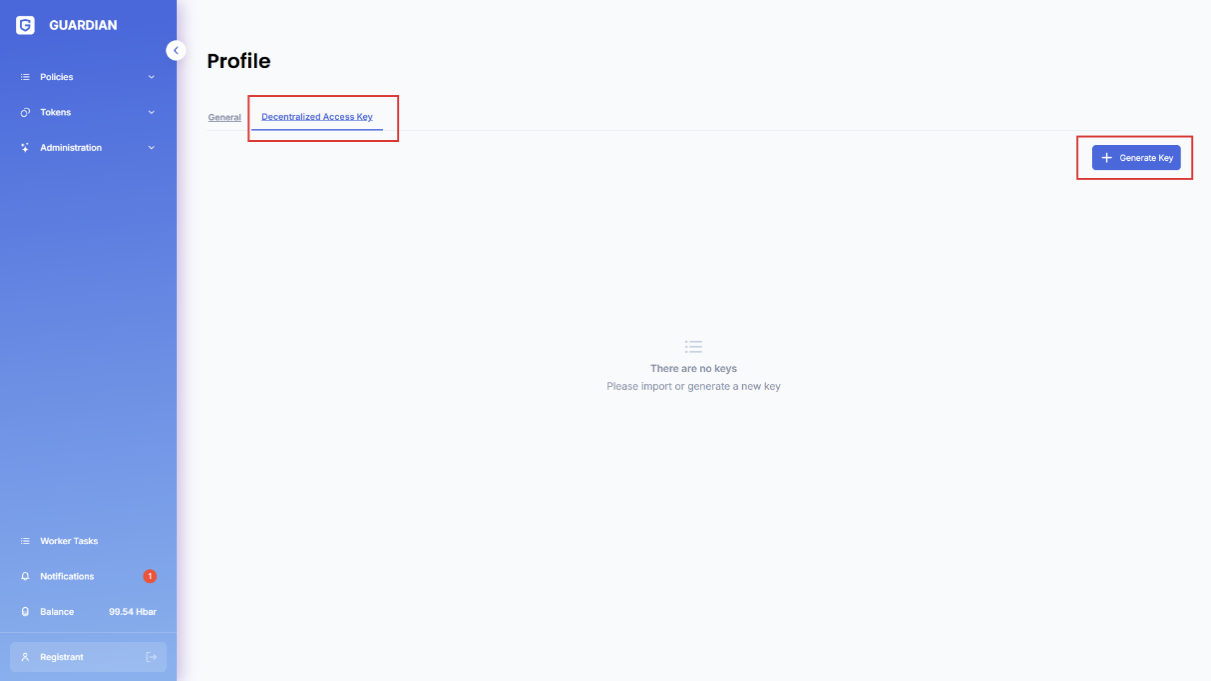 GUARDIAN
Policies
Tokens
Administration
Worker Tasks
Notifications 1
Balance 99.54 Hbar
Registrant
Profile
General Decentralized Access Key
Generate Key
There are no keys
Please import or generate a new key